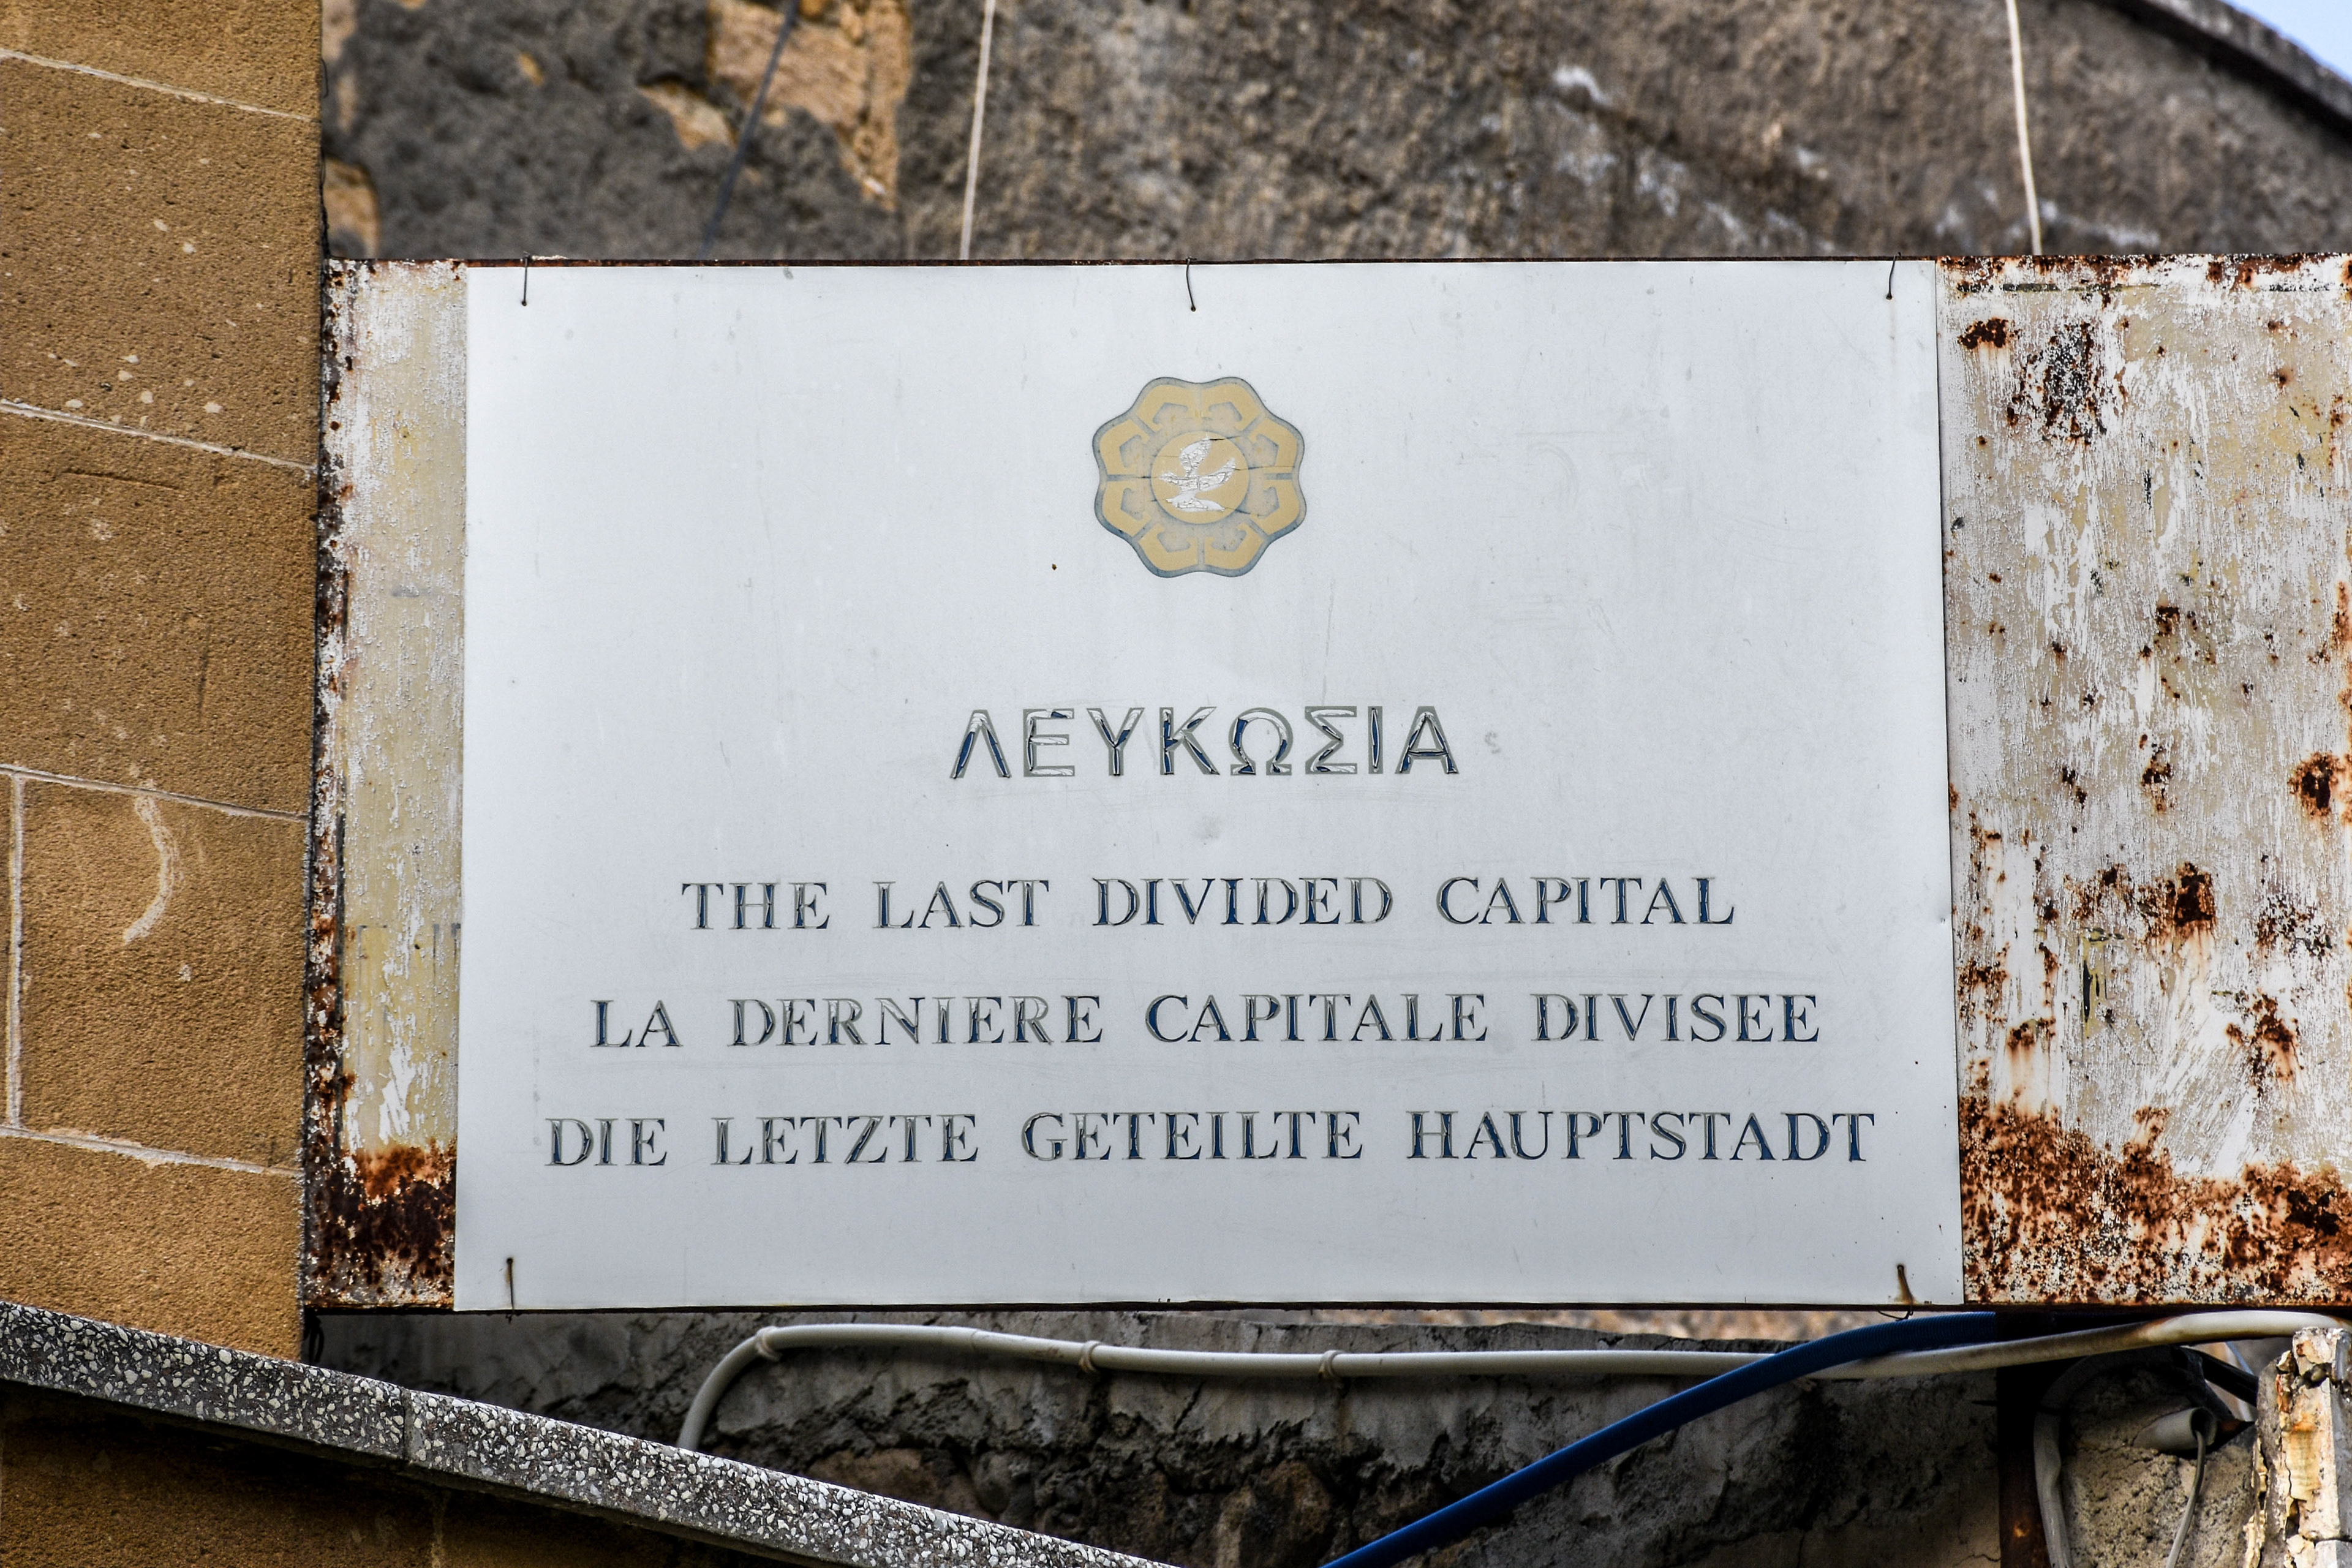 ΛΕΥΚΩΣΙΑ
THE LAST DIVIDED CAPITAL
LA DERNIERE CAPITALE DIVISEE
DIE LETZTE GETEILTE HAUPTSTADT